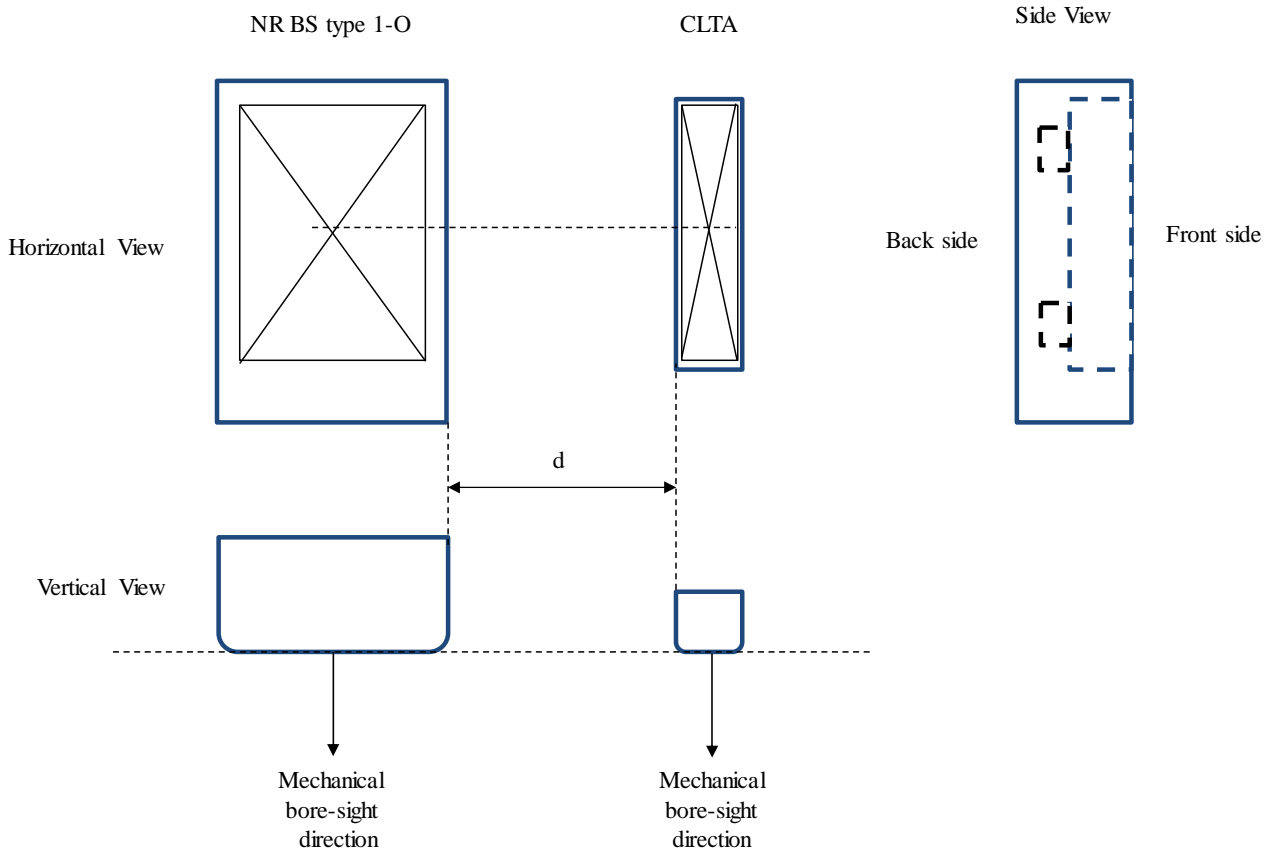 NR BS type 1-O
CLTA
Side View
Horizontal View
Back side
Front side
d
Vertical View
Mechanical
bore-sight
direction
Mechanical
bore-sight
direction